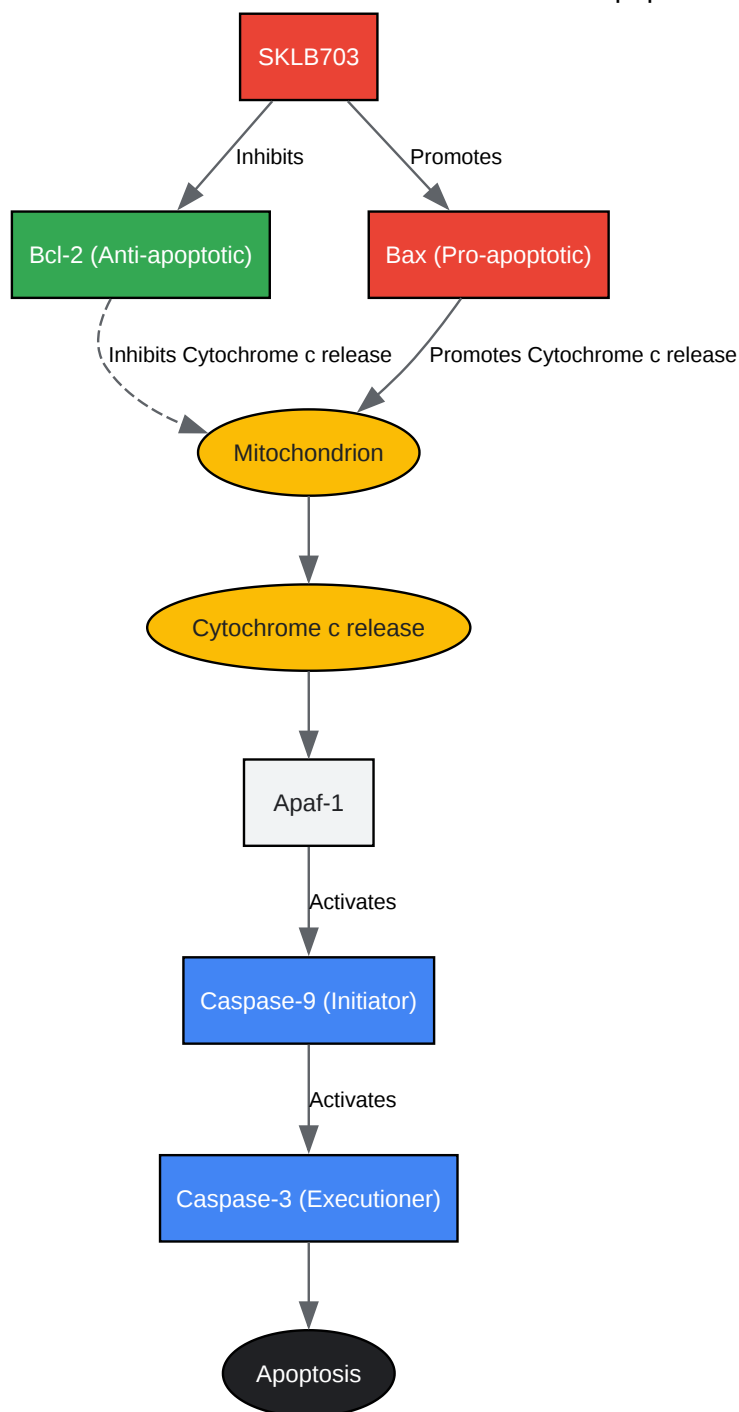 SKLB703
Inhibits
Promotes
Bcl-2 (Anti-apoptotic)
Bax (Pro-apoptotic)
Inhibits Cytochrome c release
Promotes Cytochrome c release
Mitochondrion
Cytochrome c release
Apaf-1
Activates
Caspase-9 (Initiator)
Activates
Caspase-3 (Executioner)
Apoptosis